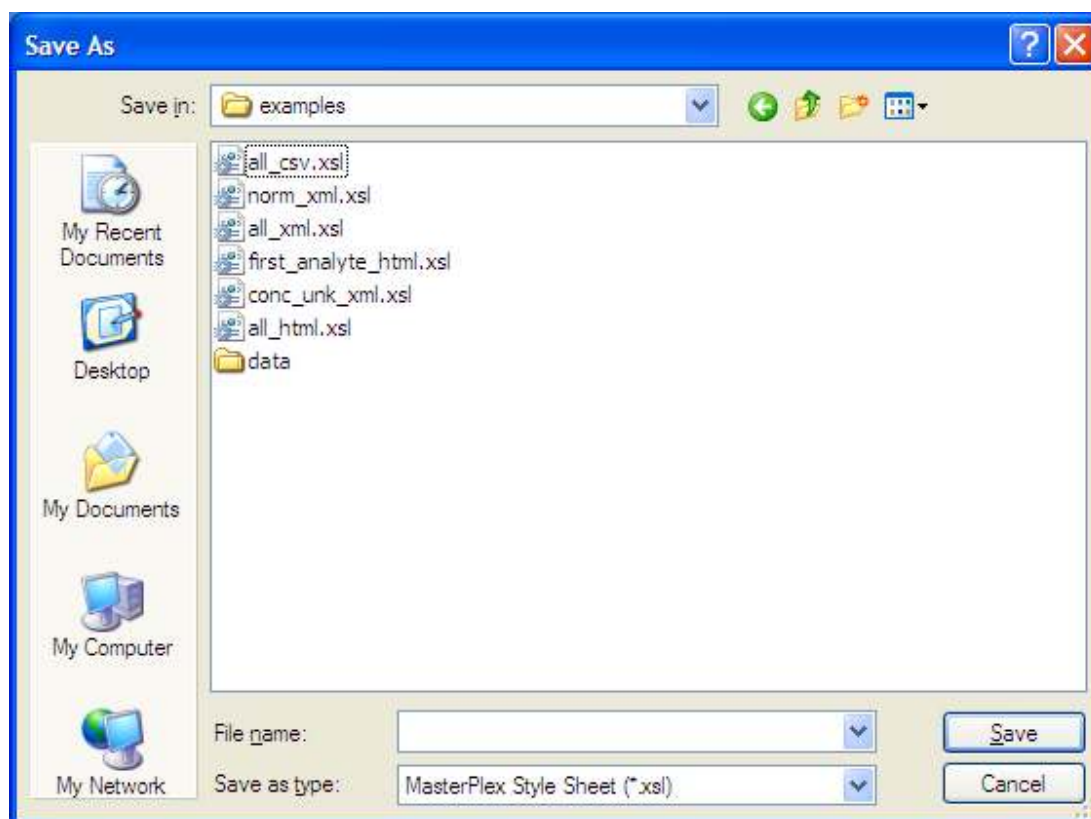 Save As
Save in: examples
all_csv.xsl
norm_xml.xsl
all_xml.xsl
first_analyte_html.xsl
conc_unk_xml.xsl
all_html.xsl
data
My Recent
Documents
Desktop
My Documents
My Computer
My Network
File name:
Save
Save as type: MasterPlex Style Sheet (*.xsl)
Cancel